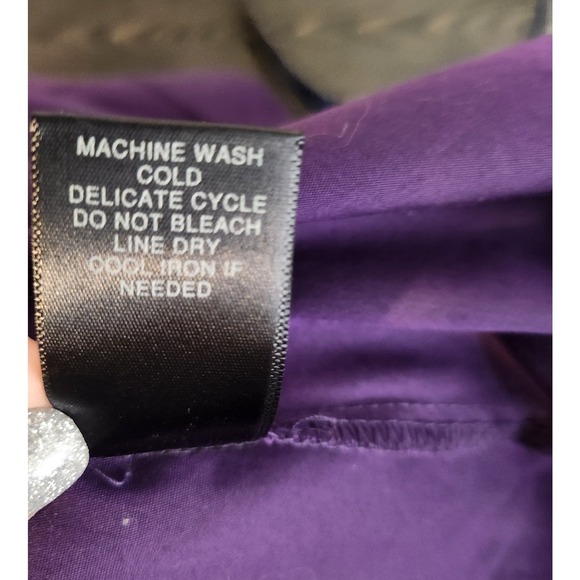 MACHINE WASH
COLD
DELICATE CYCLE
DO NOT BLEACH
LINE DRY
COOL IRON IF
NEEDED